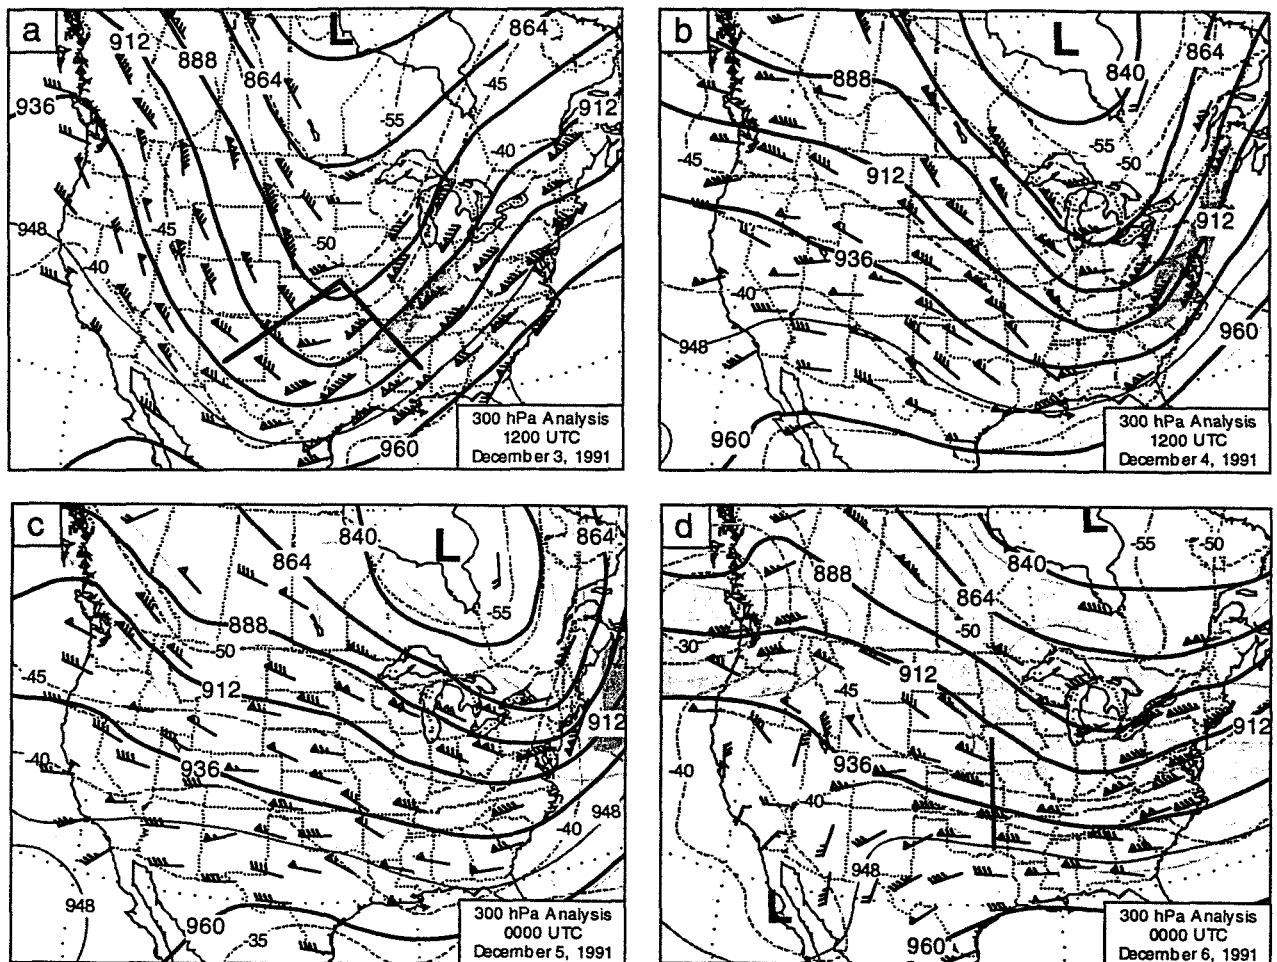 a
L
912
888
864
864
-45
936
912
-55
-40
948
-45
-50
-40
960
300 hPa Analysis
1200 UTC
December 3, 1991
b
L
888
840
864
-45
-55
-50
912
912
936
-40
948
960
960
300 hPa Analysis
1200 UTC
December 4, 1991
c
840
L
864
864
-55
888
-50
-45
912
912
-40
936
948
-40
948
960
-35
300 hPa Analysis
0000 UTC
December 5, 1991
d
L
840
-55
-50
888
864
-50
-30
912
-45
912
-40
936
-40
948
L
960
300 hPa Analysis
0000 UTC
December 6, 1991